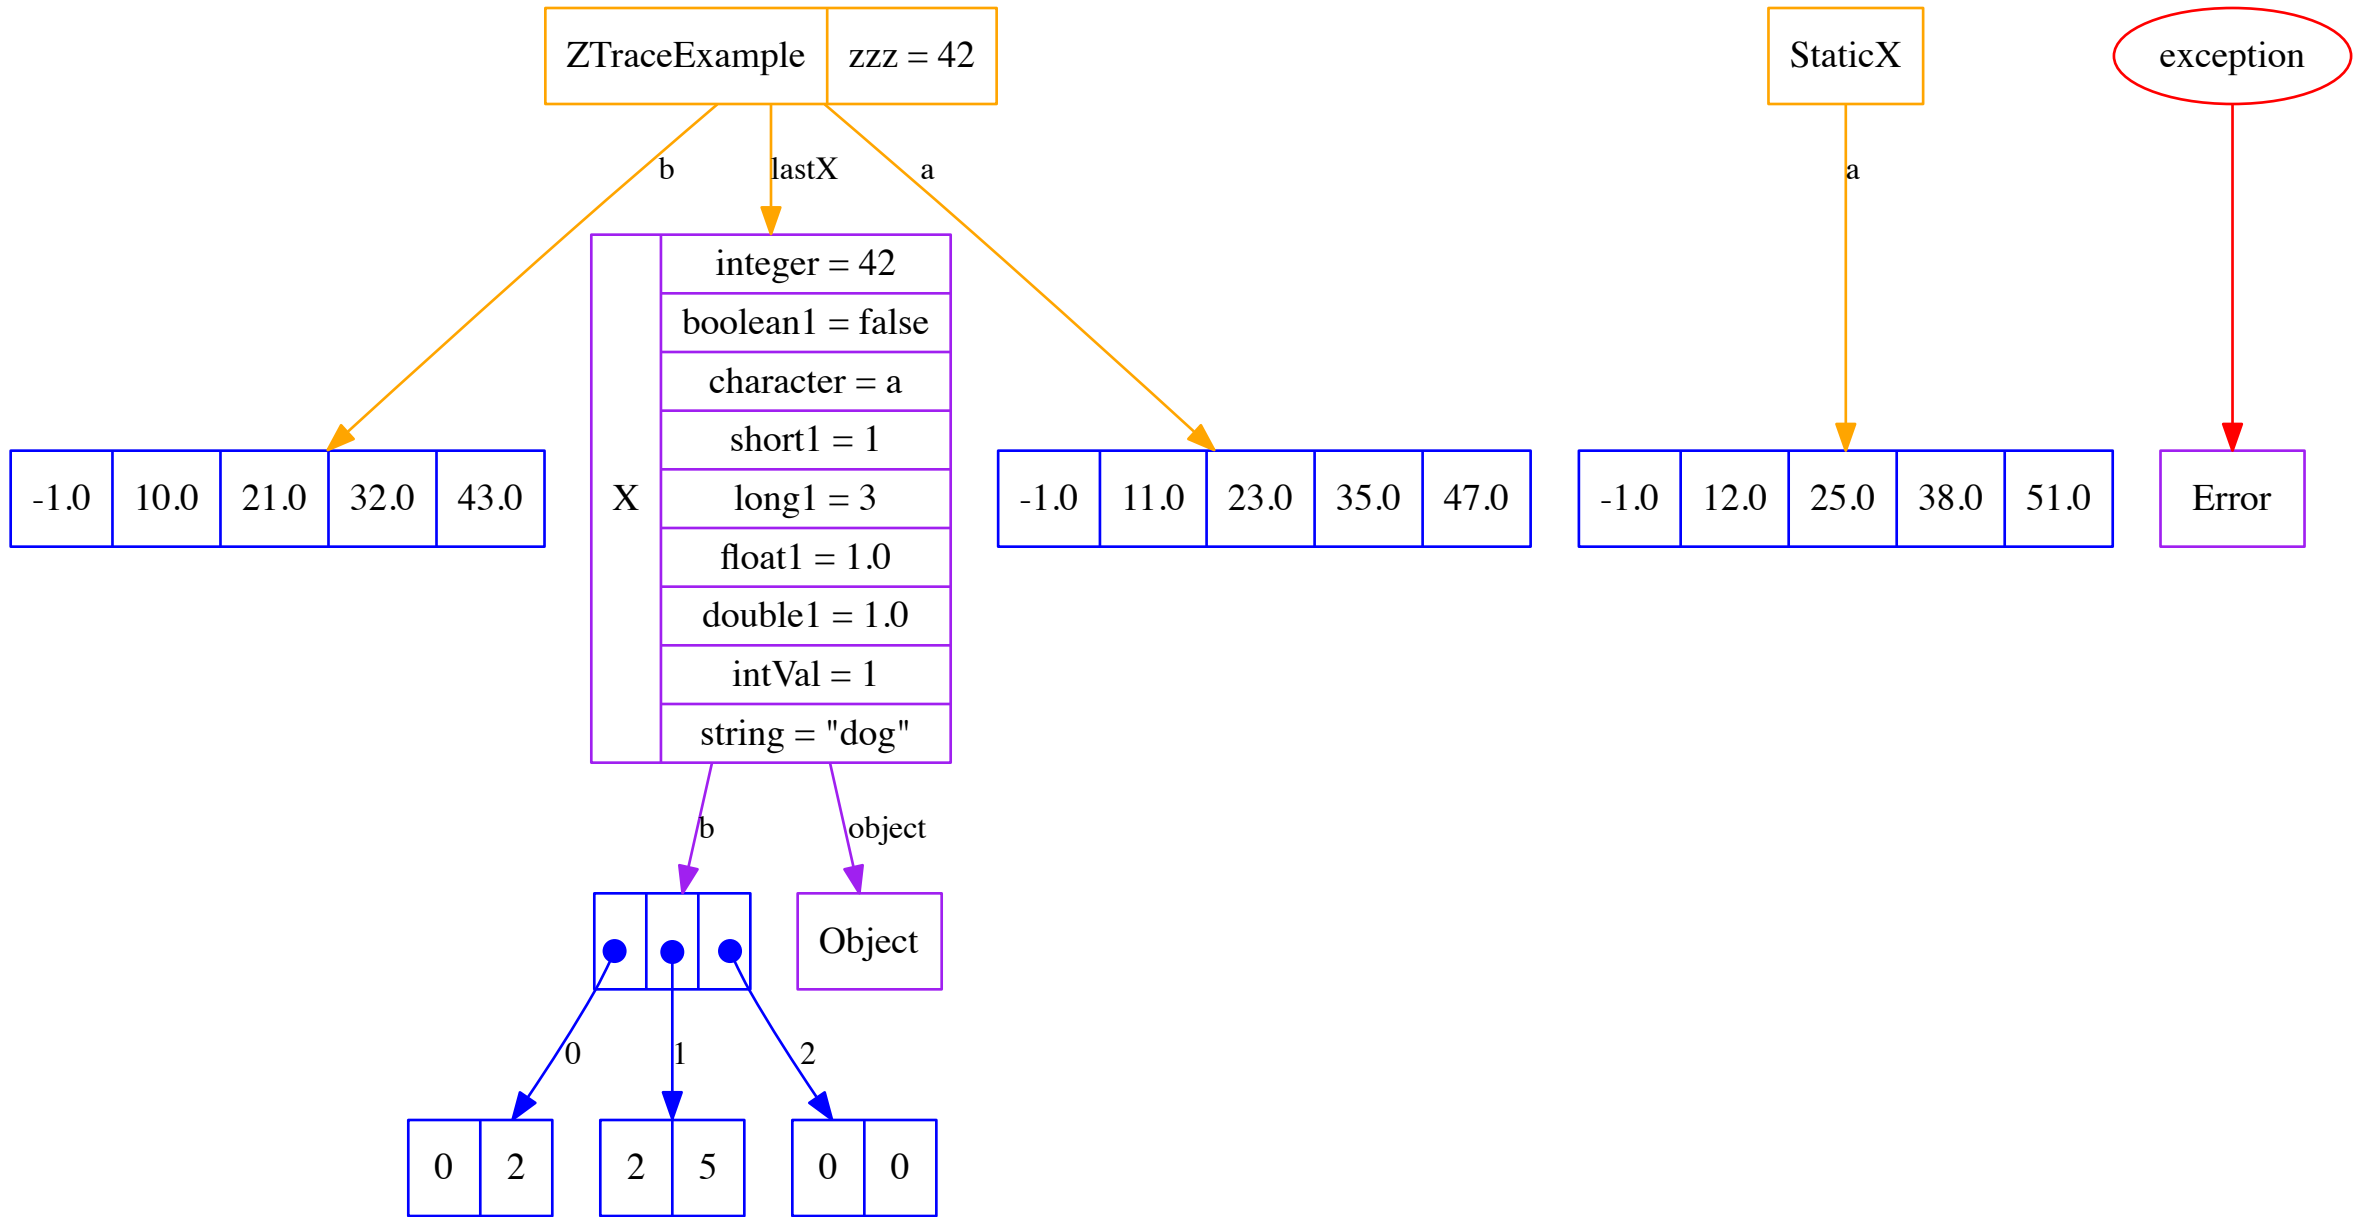 ZTraceExample
zzz = 42
StaticX
exception
b
lastX
a
a
integer = 42
boolean1 = false
character = a
short1 = 1
long1 = 3
float1 = 1.0
double1 = 1.0
intVal = 1
string = "dog"
X
-1.0 10.0 21.0 32.0 43.0
-1.0 11.0 23.0 35.0 47.0
-1.0 12.0 25.0 38.0 51.0
Error
b
object
Object
0
1
2
0 2
2 5
0 0